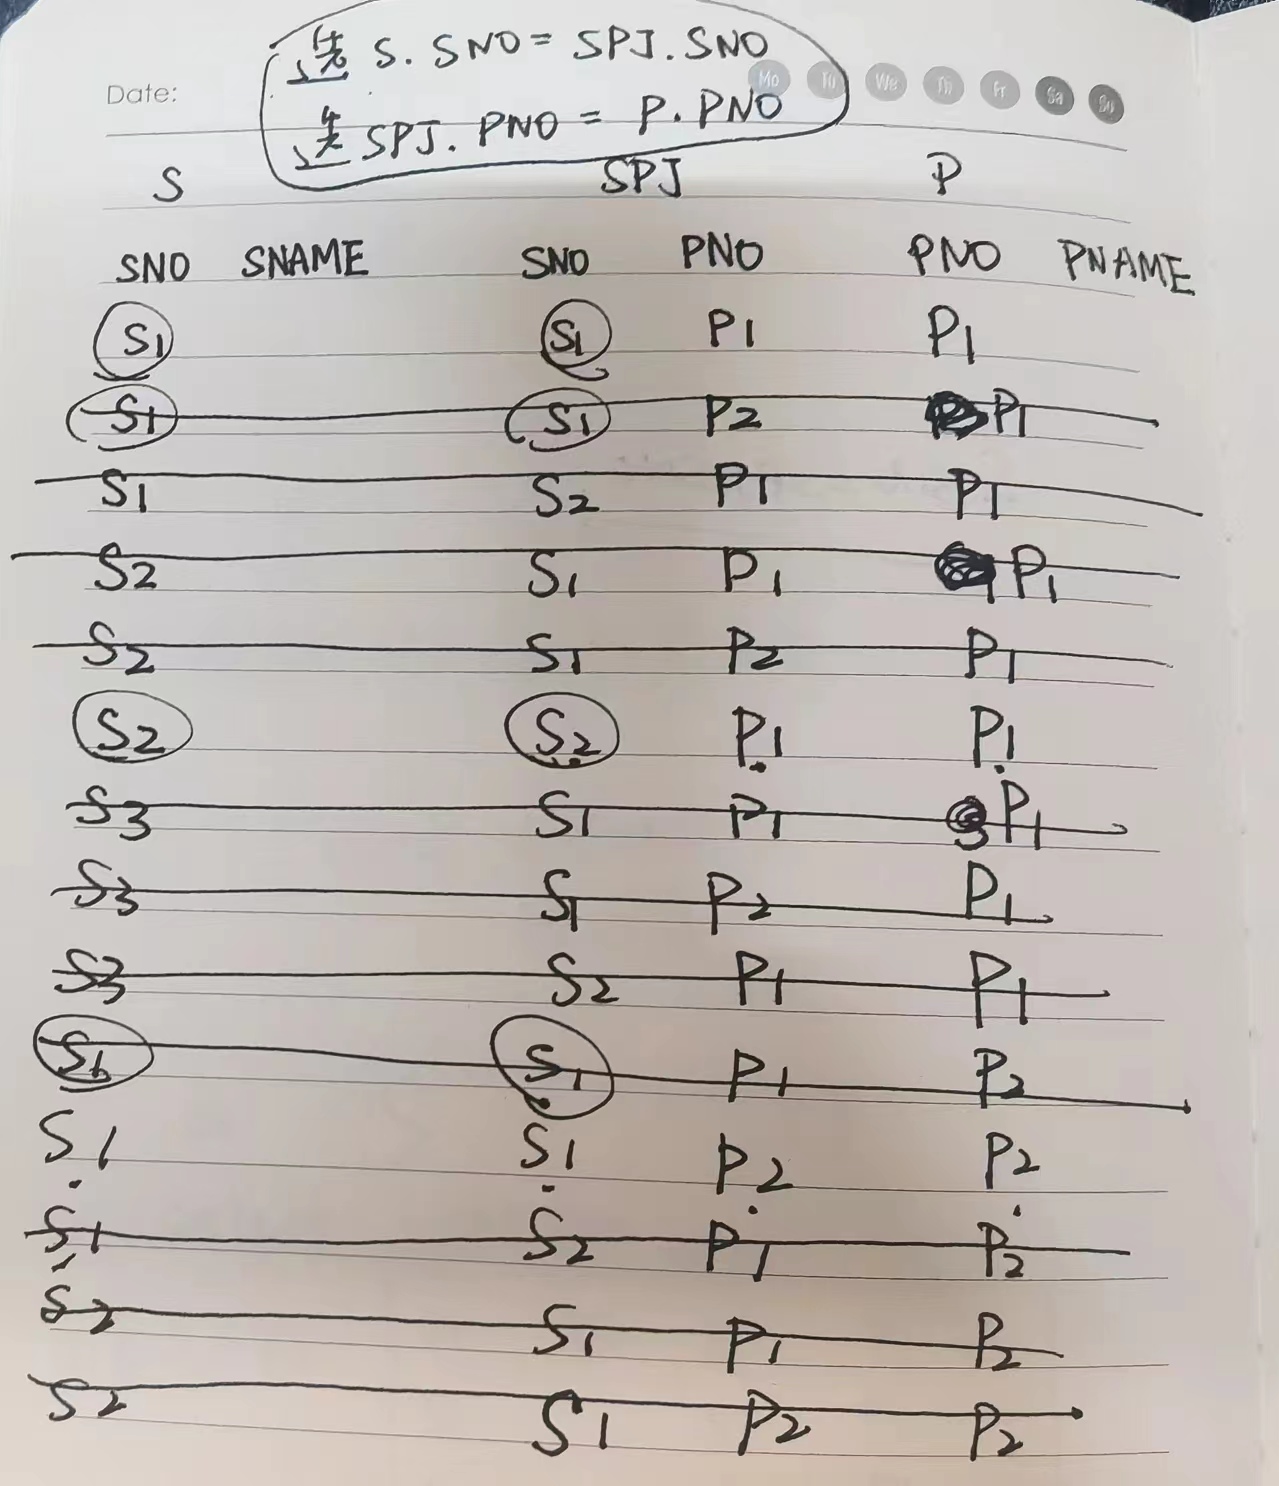 选 S. SNO = SPJ. SNO
Date: Mo Tu We Th Fr Sa Su
选 SPJ. PNO = P. PNO
S SPJ P
SNO SNAME SNO PNO PNO PNAME
S1 S1 P1 P1
S1 S1 P2 P1
S1 S2 P1 P1
S2 S1 P1 P1
S2 S1 P2 P1
S2 S2 P1 P1
S3 S1 P1 P1
S3 S1 P2 P1
S3 S2 P1 P1
S1 S1 P1 P2
S1 S1 P2 P2
S1 S2 P1 P2
S2 S1 P1 P2
S2 S1 P2 P2